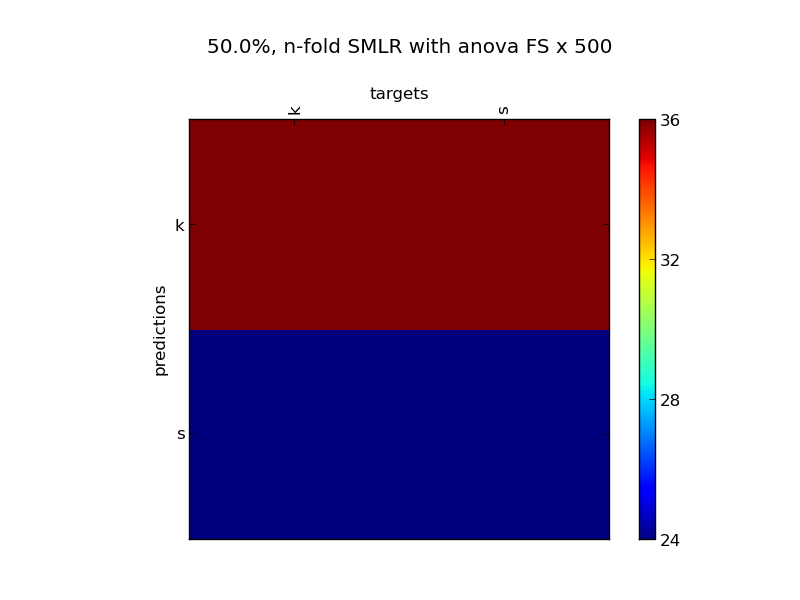 50.0%, n-fold SMLR with anova FS x 500
targets
k
s
k
s
predictions
36
32
28
24